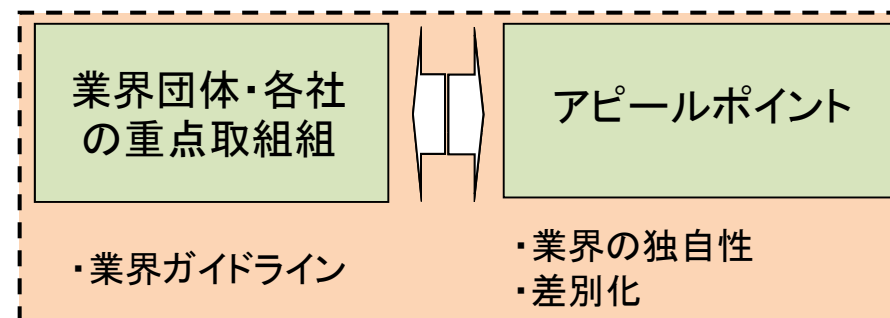 業界団体・各社
の重点取組組
アピールポイント
・業界ガイドライン
・業界の独自性
・差別化